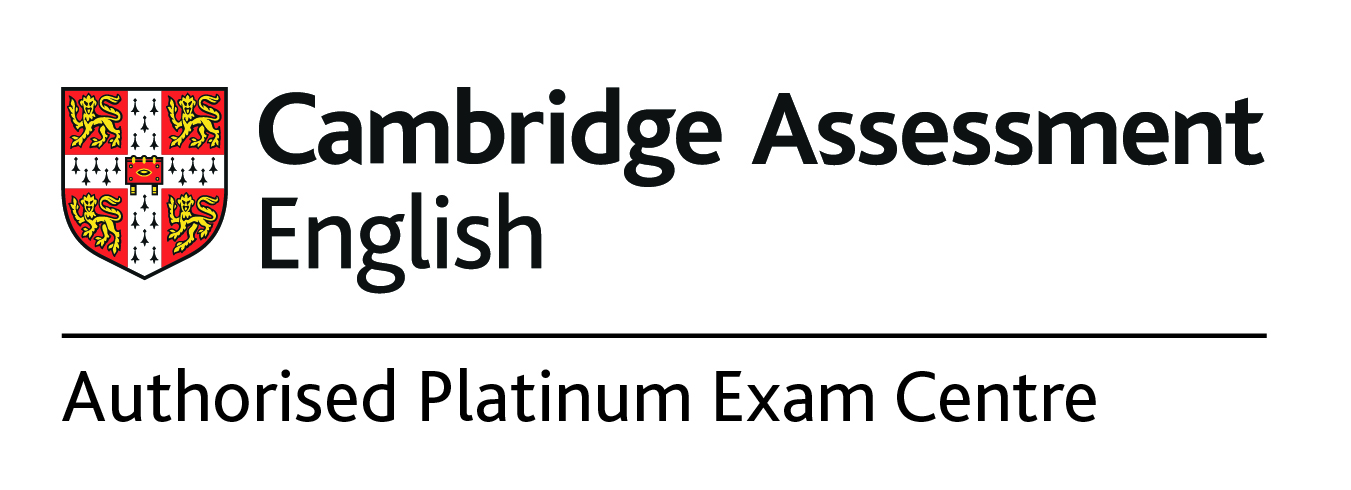 Cambridge Assessment
English
Authorised Platinum Exam Centre